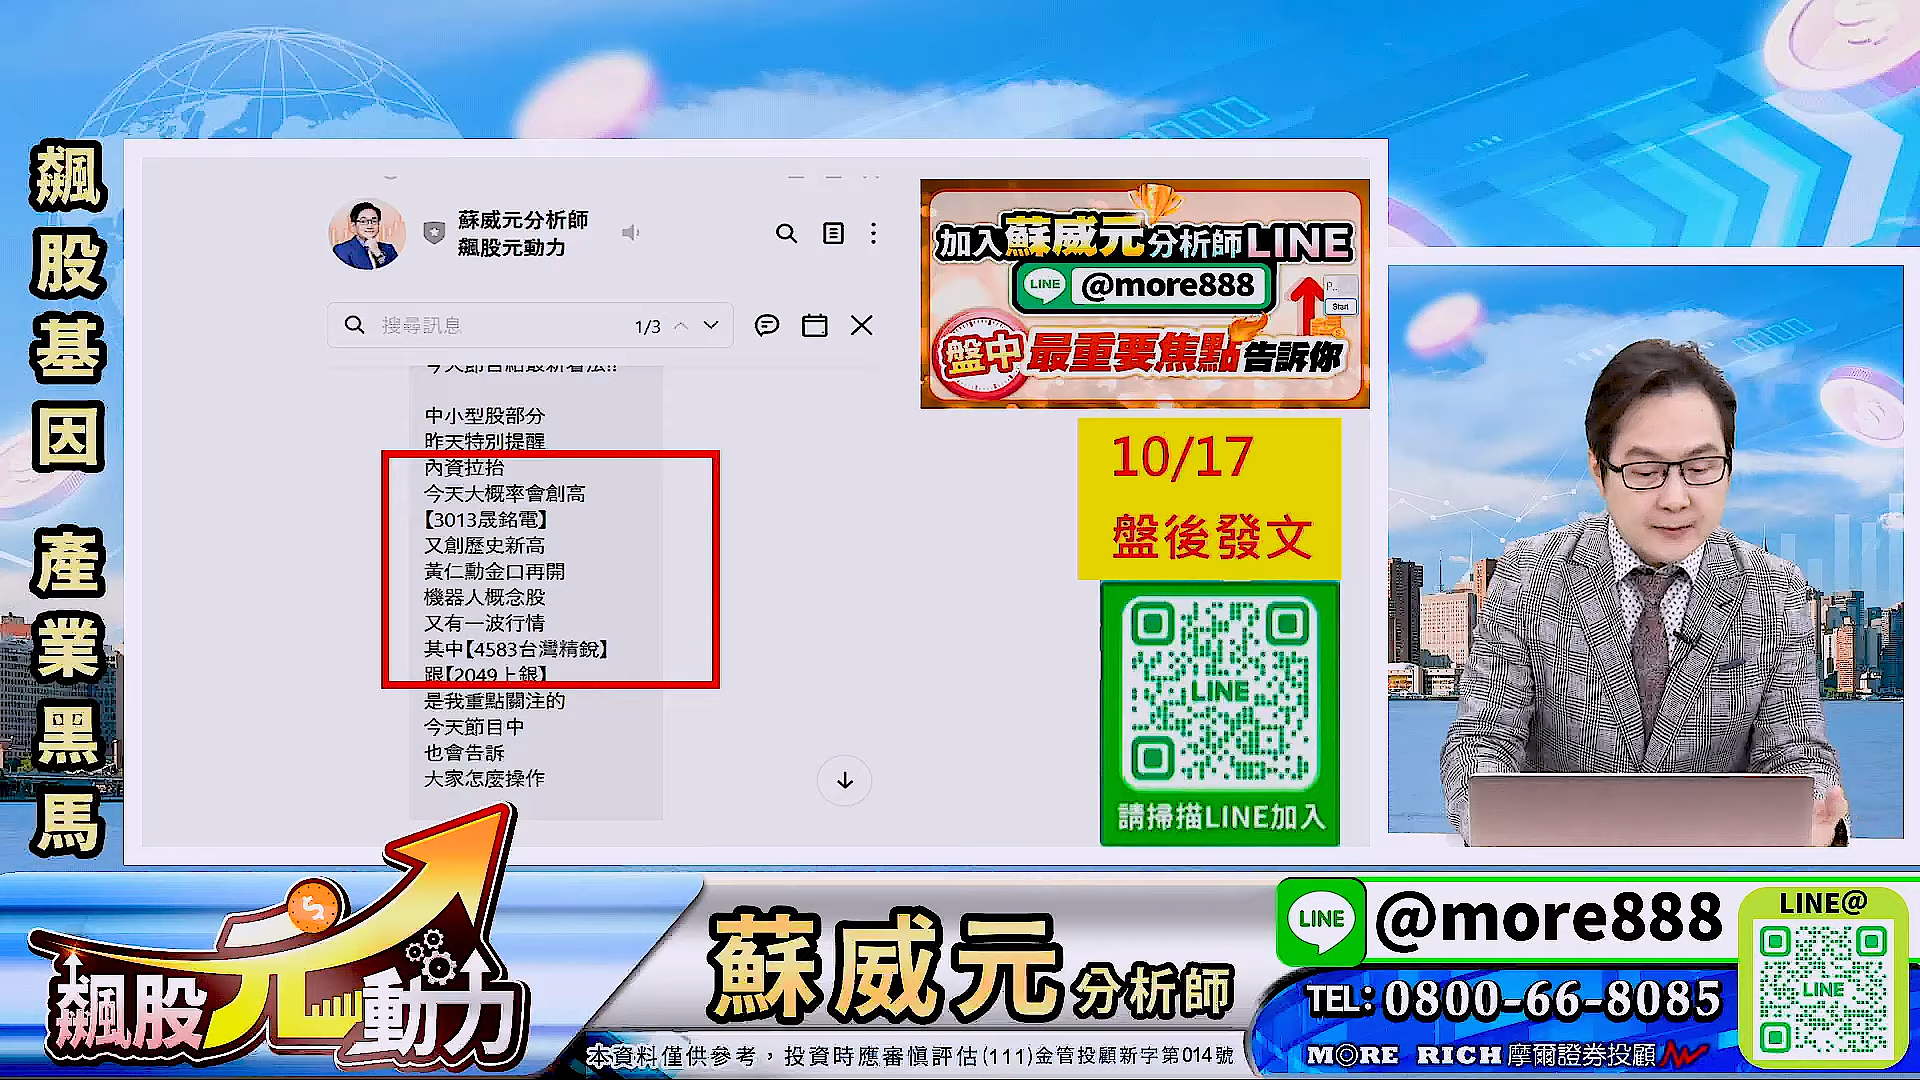 飆股基因 產業黑馬
蘇威元分析師
飆股元動力
搜尋訊息
1/3
今天節目給最新看法!!
中小型股部分
昨天特別提醒
內資拉抬
今天大概率會創高
【3013晟銘電】
又創歷史新高
黃仁勳金口再開
機器人概念股
又有一波行情
其中【4583台灣精銳】
跟【2049上銀】
是我重點關注的
今天節目中
也會告訴
大家怎麼操作
加入蘇威元分析師LINE
LINE @more888
P...
Start
盤中最重要焦點告訴你
10/17
盤後發文
LINE
請掃描LINE加入
飆股元動力
蘇威元分析師
本資料僅供參考，投資時應審慎評估(111)金管投顧新字第014號
LINE @more888
TEL:0800-66-8085
MORE RICH 摩爾證券投顧
LINE@
LINE